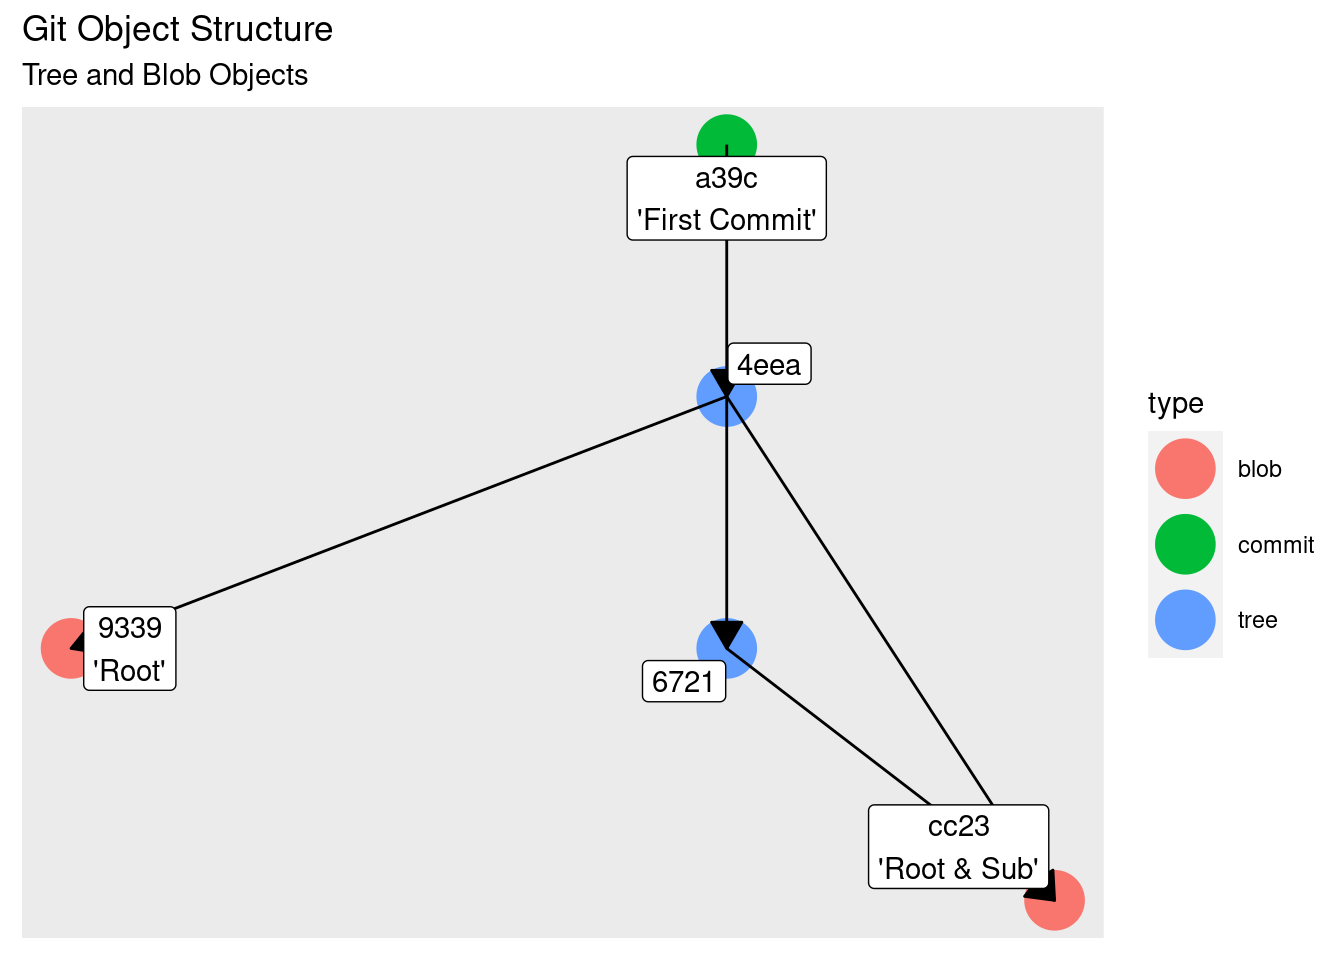 Git Object Structure
Tree and Blob Objects
a39c
'First Commit'
4eea
9339
'Root'
6721
cc23
'Root & Sub'
type
blob
commit
tree